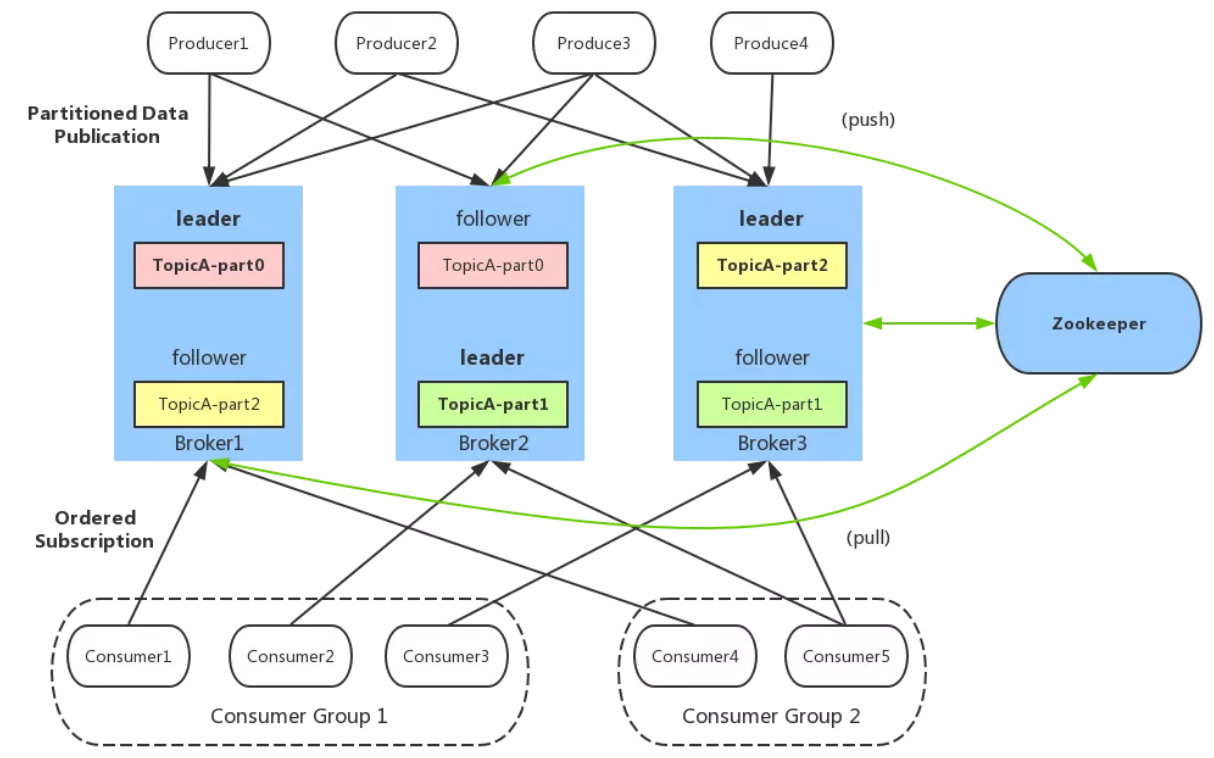 Producer1
Producer2
Produce3
Produce4
Partitioned Data
Publication
(push)
leader
TopicA-part0
follower
TopicA-part2
Broker1
follower
TopicA-part0
leader
TopicA-part1
Broker2
leader
TopicA-part2
follower
TopicA-part1
Broker3
Zookeeper
Ordered
Subscription
(pull)
Consumer1
Consumer2
Consumer3
Consumer Group 1
Consumer4
Consumer5
Consumer Group 2